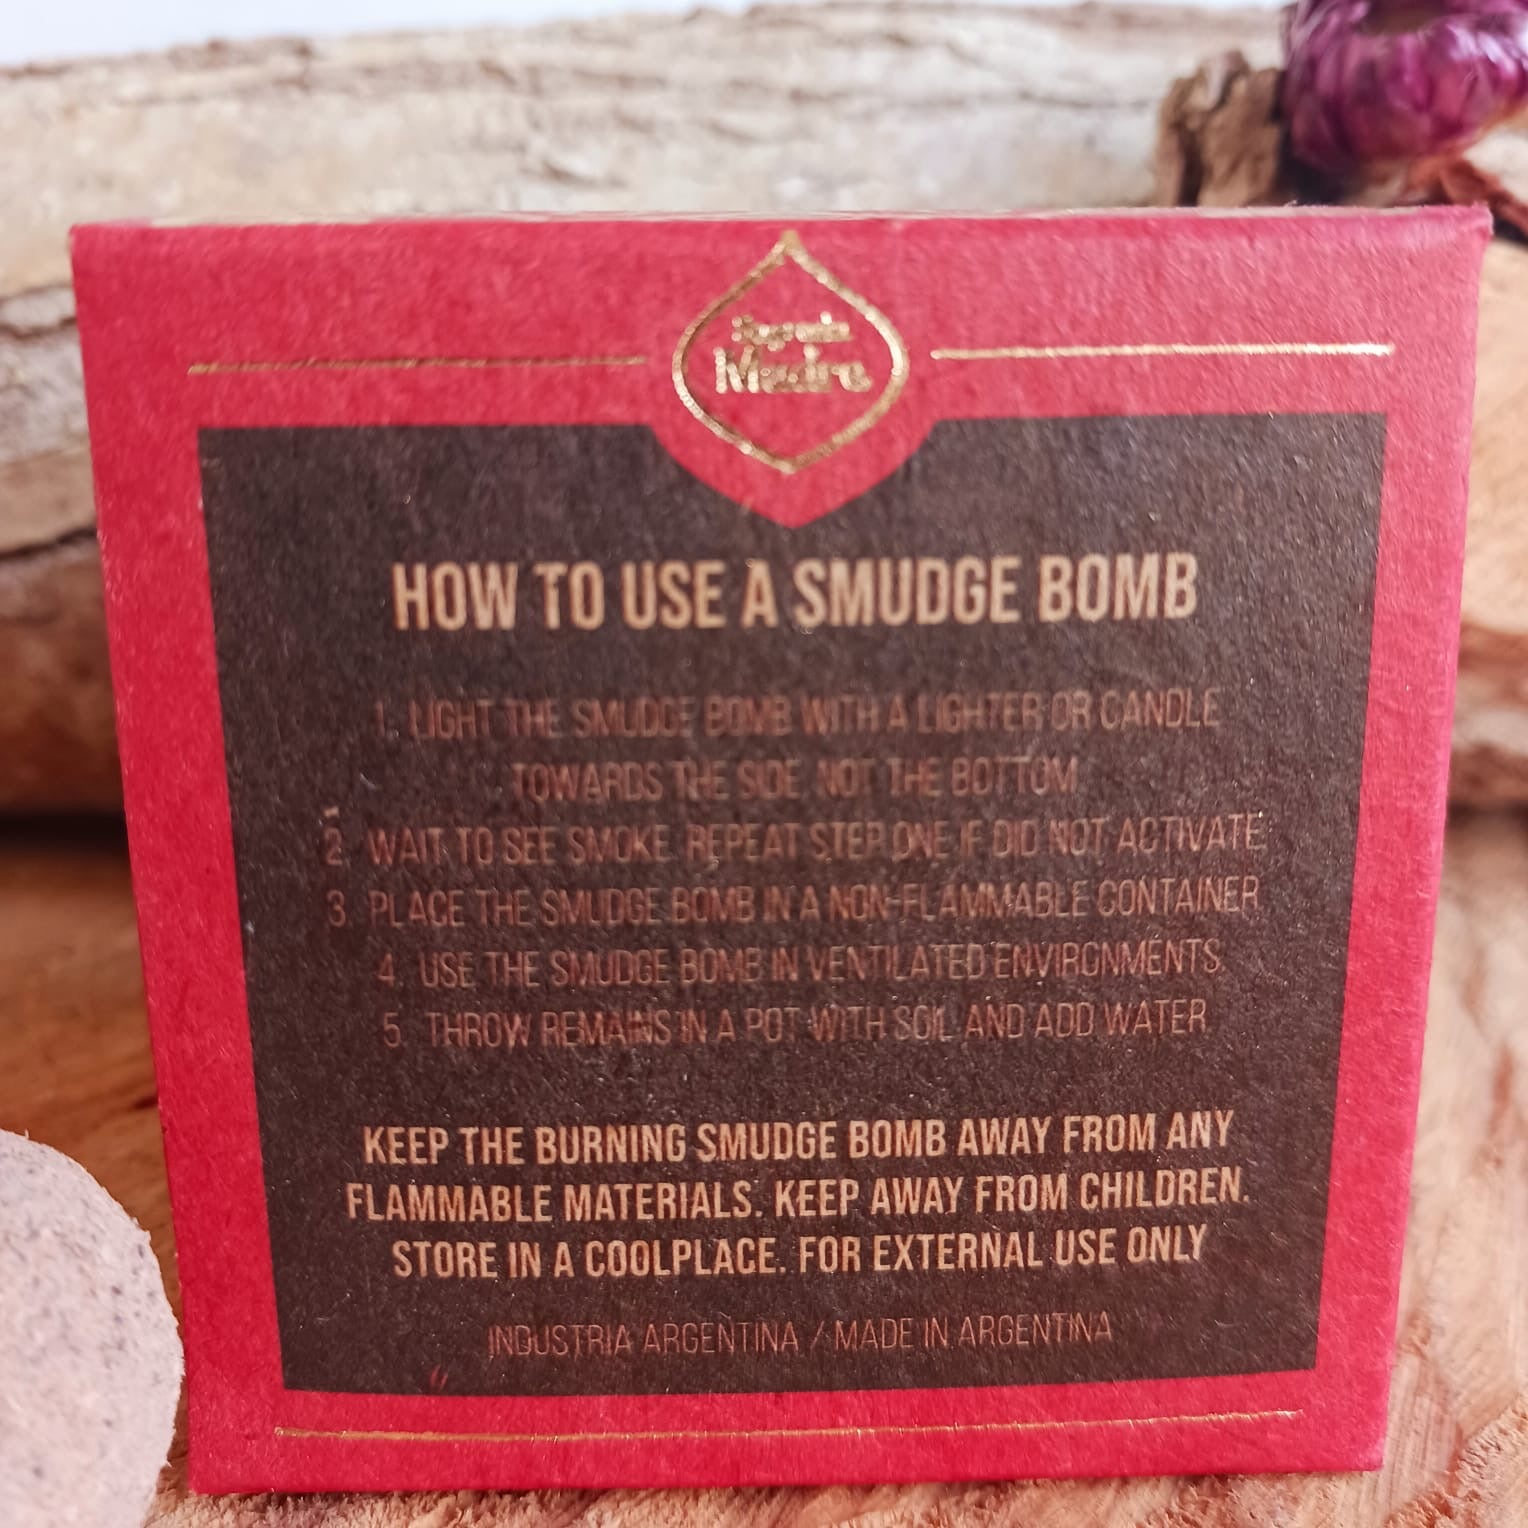 Sagrada
Madre
HOW TO USE A SMUDGE BOMB
1. LIGHT THE SMUDGE BOMB WITH A LIGHTER OR CANDLE
TOWARDS THE SIDE NOT THE BOTTOM
2. WAIT TO SEE SMOKE. REPEAT STEP ONE IF DID NOT ACTIVATE.
3. PLACE THE SMUDGE BOMB IN A NON-FLAMMABLE CONTAINER
4. USE THE SMUDGE BOMB IN VENTILATED ENVIRONMENTS.
5. THROW REMAINS IN A POT WITH SOIL AND ADD WATER
KEEP THE BURNING SMUDGE BOMB AWAY FROM ANY
FLAMMABLE MATERIALS. KEEP AWAY FROM CHILDREN.
STORE IN A COOLPLACE. FOR EXTERNAL USE ONLY
INDUSTRIA ARGENTINA / MADE IN ARGENTINA